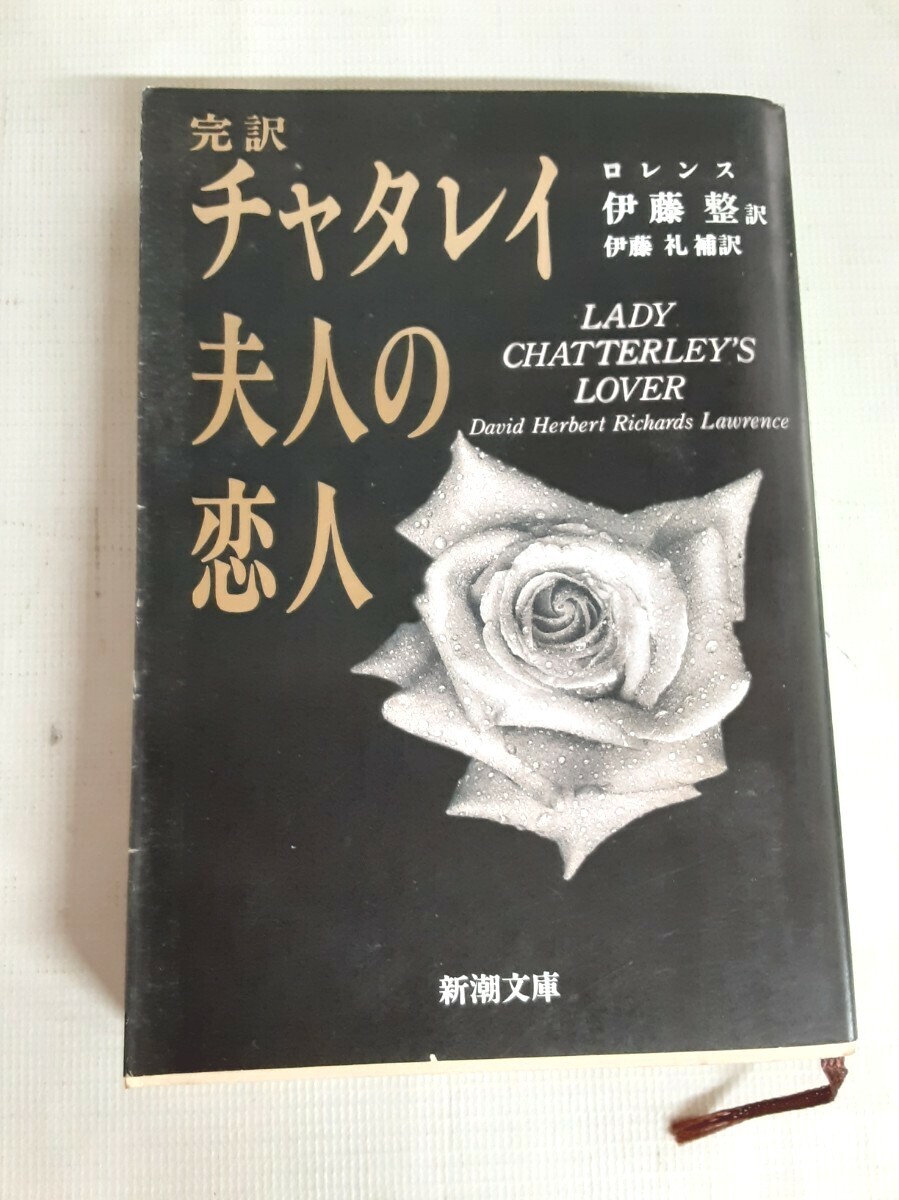 完訳
チャタレイ
夫人の
恋人
ロレンス
伊藤 整 訳
伊藤 礼 補訳
LADY
CHATTERLEY'S
LOVER
David Herbert Richards Lawrence
新潮文庫